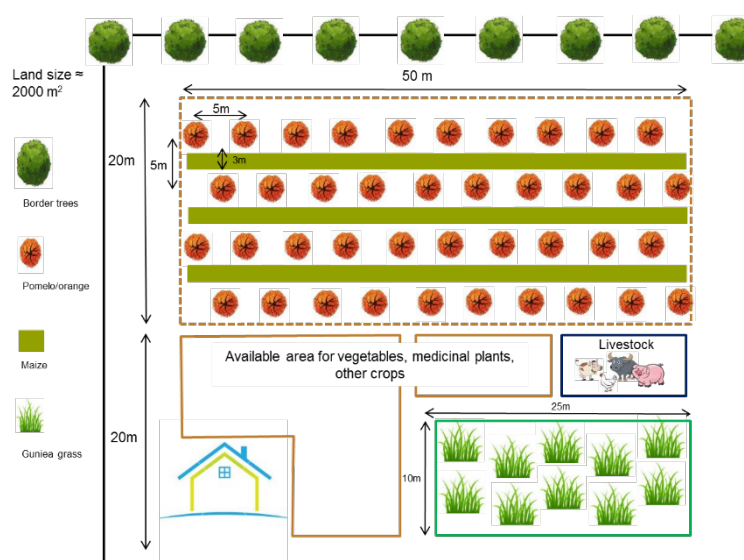 Land size ≈
2000 m²
50 m
5m
20m
5m
3m
Border trees
Pomelo/orange
Maize
Guniea grass
Available area for vegetables, medicinal plants,
other crops
Livestock
20m
25m
10m